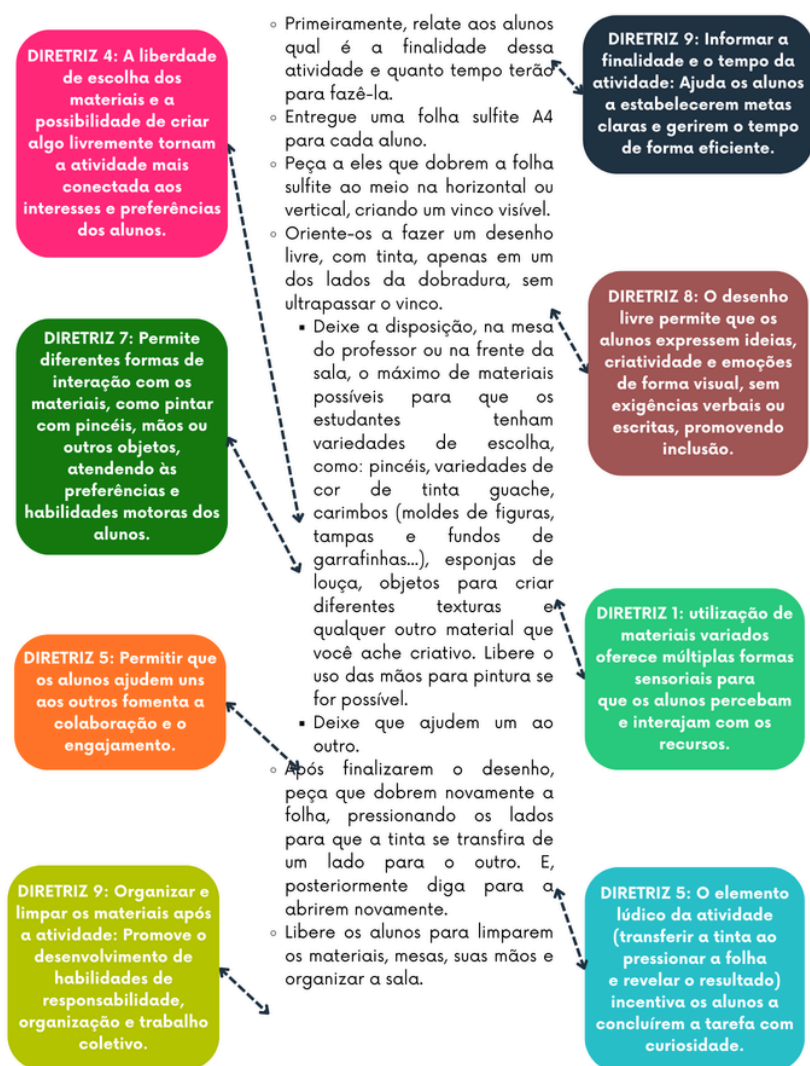 DIRETRIZ 4: A liberdade
de escolha dos
materiais e a
possibilidade de criar
algo livremente tornam
a atividade mais
conectada aos
interesses e preferências
dos alunos.
DIRETRIZ 7: Permite
diferentes formas de
interação com os
materiais, como pintar
com pincéis, mãos ou
outros objetos,
atendendo às
preferências e
habilidades motoras dos
alunos.
DIRETRIZ 5: Permitir que
os alunos ajudem uns
aos outros fomenta a
colaboração e o
engajamento.
DIRETRIZ 9: Organizar e
limpar os materiais após
a atividade: Promove o
desenvolvimento de
habilidades de
responsabilidade,
organização e trabalho
coletivo.
Primeiramente, relate aos alunos
qual é a finalidade dessa
atividade e quanto tempo terão
para fazê-la.
Entregue uma folha sulfite A4
para cada aluno.
Peça a eles que dobrem a folha
sulfite ao meio na horizontal ou
vertical, criando um vinco visível.
Oriente-os a fazer um desenho
livre, com tinta, apenas em um
dos lados da dobradura, sem
ultrapassar o vinco.
Deixe a disposição, na mesa
do professor ou na frente da
sala, o máximo de materiais
possíveis para que os
estudantes tenham
variedades de escolha,
como: pincéis, variedades de
cor de tinta guache,
carimbos (moldes de figuras,
tampas e fundos de
garrafinhas...), esponjas de
louça, objetos para criar
diferentes texturas e
qualquer outro material que
você ache criativo. Libere o
uso das mãos para pintura se
for possível.
Deixe que ajudem um ao
outro.
Após finalizarem o desenho,
peça que dobrem novamente a
folha, pressionando os lados
para que a tinta se transfira de
um lado para o outro. E,
posteriormente diga para a
abrirem novamente.
Libere os alunos para limparem
os materiais, mesas, suas mãos e
organizar a sala.
DIRETRIZ 9: Informar a
finalidade e o tempo da
atividade: Ajuda os alunos
a estabelecerem metas
claras e gerirem o tempo
de forma eficiente.
DIRETRIZ 8: O desenho
livre permite que os
alunos expressem ideias,
criatividade e emoções
de forma visual, sem
exigências verbais ou
escritas, promovendo
inclusão.
DIRETRIZ 1: utilização de
materiais variados
oferece múltiplas formas
sensoriais para
que os alunos percebam
e interajam com os
recursos.
DIRETRIZ 5: O elemento
lúdico da atividade
(transferir a tinta ao
pressionar a folha
e revelar o resultado)
incentiva os alunos a
concluírem a tarefa com
curiosidade.